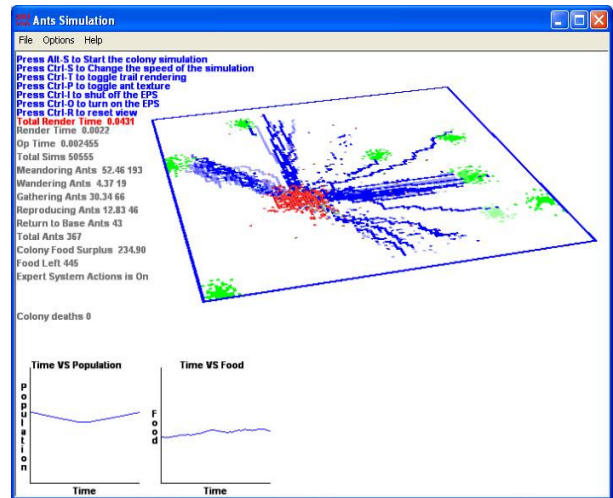 Ants Simulation
File Options Help
Press Alt-S to Start the colony simulation
Press Ctrl-S to Change the speed of the simulation
Press Ctrl-T to toggle trail rendering
Press Ctrl-P to toggle ant texture
Press Ctrl-I to shut off the EPS
Press Ctrl-O to turn on the EPS
Press Ctrl-R to reset view
Total Render Time 0.0431
Render Time 0.0022
Op Time 0.002455
Total Sims 50555
Meandoring Ants 52.46 193
Wandering Ants 4.37 19
Gathering Ants 30.34 66
Reproducing Ants 12.83 46
Return to Base Ants 43
Total Ants 367
Colony Food Surplus 234.90
Food Left 445
Expert System Actions is On
Colony deaths 0
Time VS Population
Population
Time
Time VS Food
Food
Time